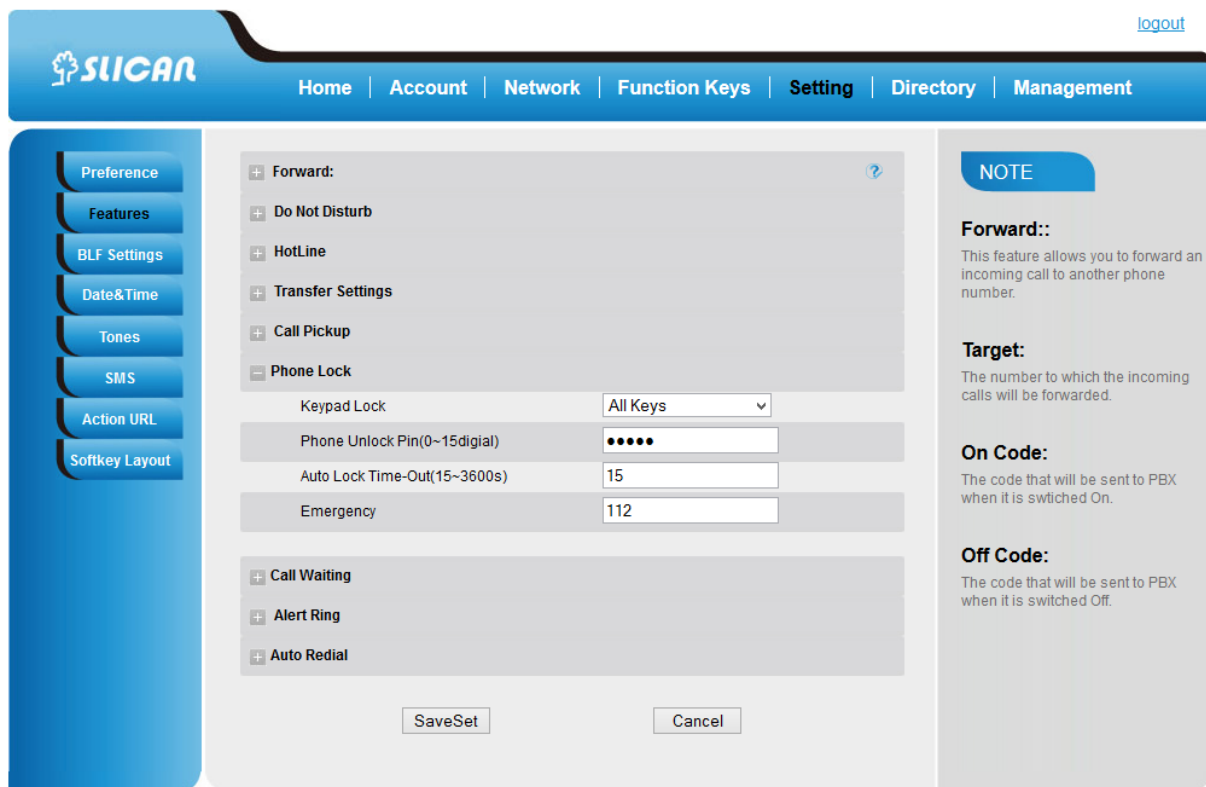 logout
SLICAN
Home Account Network Function Keys Setting Directory Management
Preference
Features
BLF Settings
Date&Time
Tones
SMS
Action URL
Softkey Layout
Forward:
Do Not Disturb
HotLine
Transfer Settings
Call Pickup
Phone Lock
Keypad Lock All Keys
Phone Unlock Pin(0~15digial) •••••
Auto Lock Time-Out(15~3600s) 15
Emergency 112
Call Waiting
Alert Ring
Auto Redial
SaveSet Cancel
NOTE
Forward::
This feature allows you to forward an
incoming call to another phone
number.
Target:
The number to which the incoming
calls will be forwarded.
On Code:
The code that will be sent to PBX
when it is swtiched On.
Off Code:
The code that will be sent to PBX
when it is switched Off.